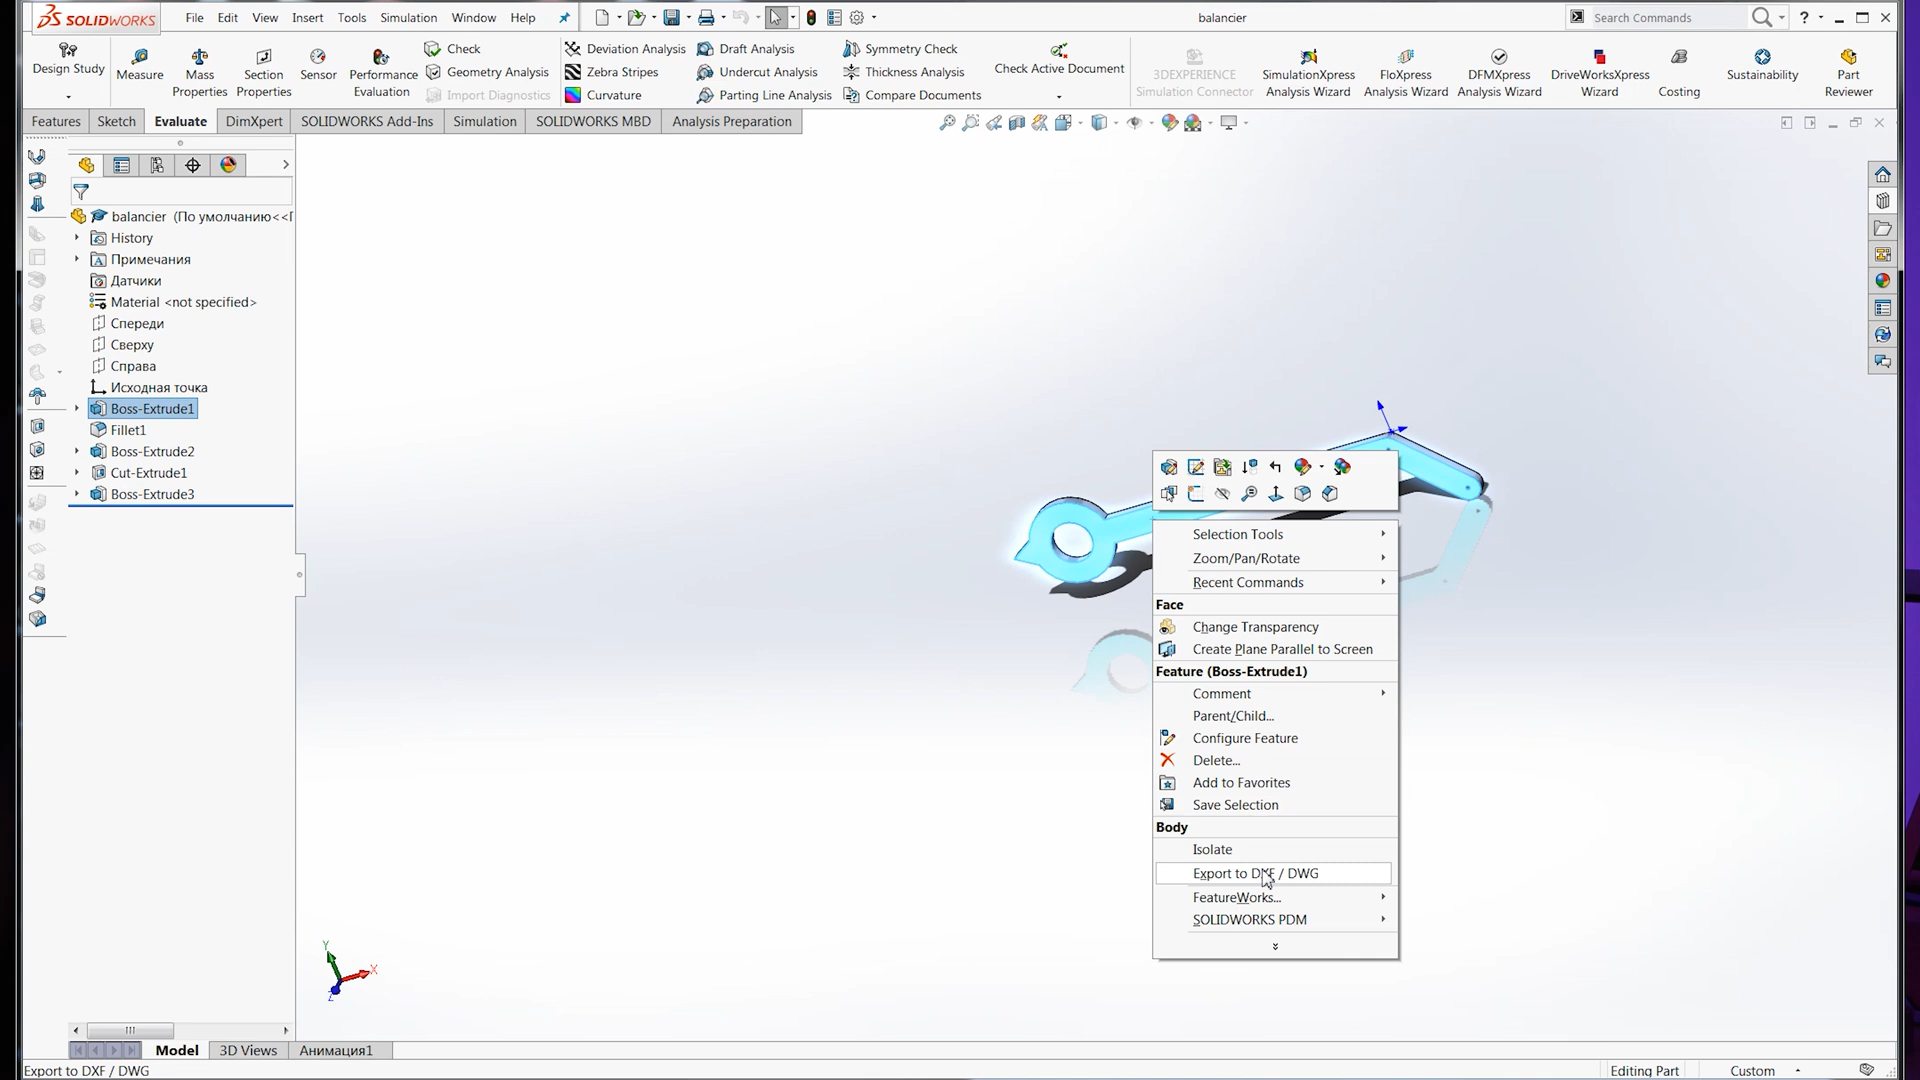 SOLIDWORKS File Edit View Insert Tools Simulation Window Help balancier Search Commands ?
Design Study Measure Mass Properties Section Properties Sensor Performance Evaluation
Check
Geometry Analysis
Import Diagnostics
Deviation Analysis
Zebra Stripes
Curvature
Draft Analysis
Undercut Analysis
Parting Line Analysis
Symmetry Check
Thickness Analysis
Compare Documents
Check Active Document
3DEXPERIENCE Simulation Connector
SimulationXpress Analysis Wizard
FloXpress Analysis Wizard
DFMXpress Analysis Wizard
DriveWorksXpress Wizard
Costing
Sustainability
Part Reviewer
Features Sketch Evaluate DimXpert SOLIDWORKS Add-Ins Simulation SOLIDWORKS MBD Analysis Preparation
balancier (По умолчанию<<Г
History
Примечания
Датчики
Material <not specified>
Спереди
Сверху
Справа
Исходная точка
Boss-Extrude1
Fillet1
Boss-Extrude2
Cut-Extrude1
Boss-Extrude3
Selection Tools
Zoom/Pan/Rotate
Recent Commands
Face
Change Transparency
Create Plane Parallel to Screen
Feature (Boss-Extrude1)
Comment
Parent/Child...
Configure Feature
Delete...
Add to Favorites
Save Selection
Body
Isolate
Export to DXF / DWG
FeatureWorks...
SOLIDWORKS PDM
Y
X
Z
Model 3D Views Анимация1
Export to DXF / DWG Editing Part Custom